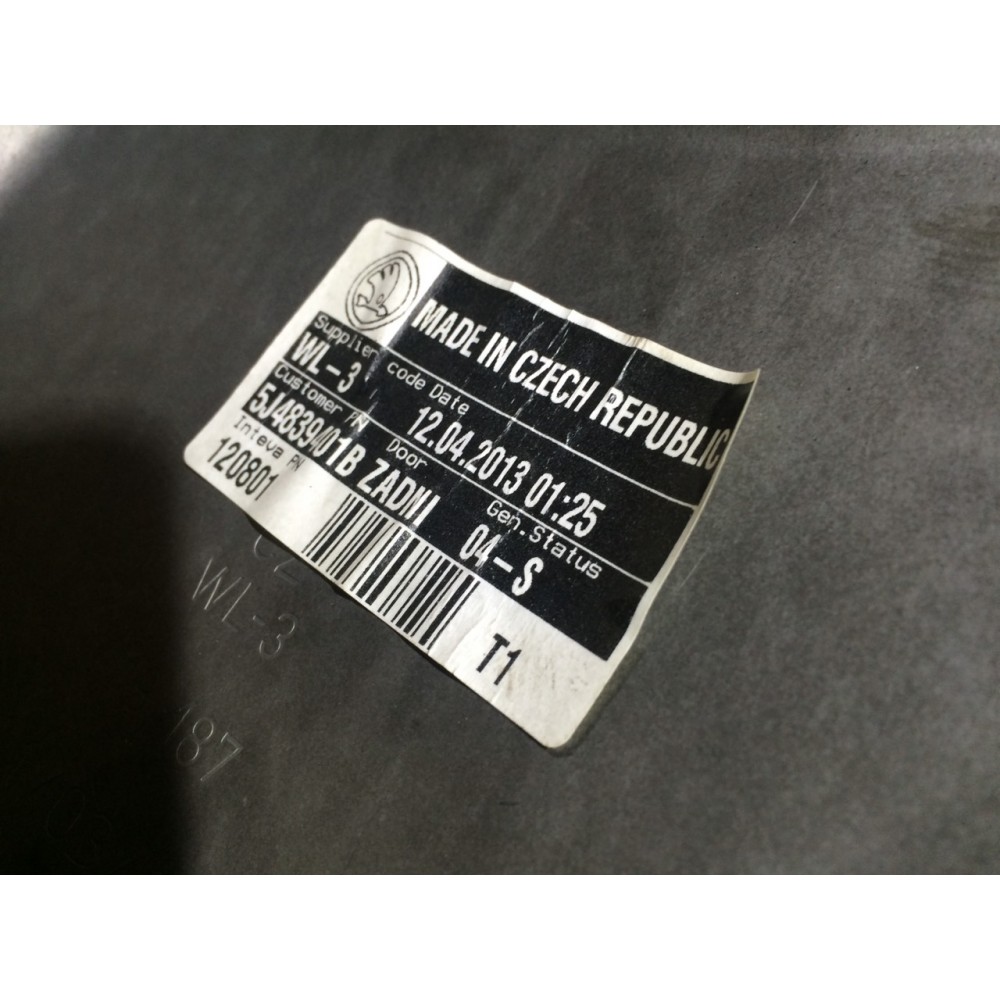 MADE IN CZECH REPUBLIC
Supplier code Date
WL-3 12.04.2013 01:25
Customer PN Door Gen.Status
5J4839401B ZADNI 04-S
Inteva PN
120801 T1
WL-3
187